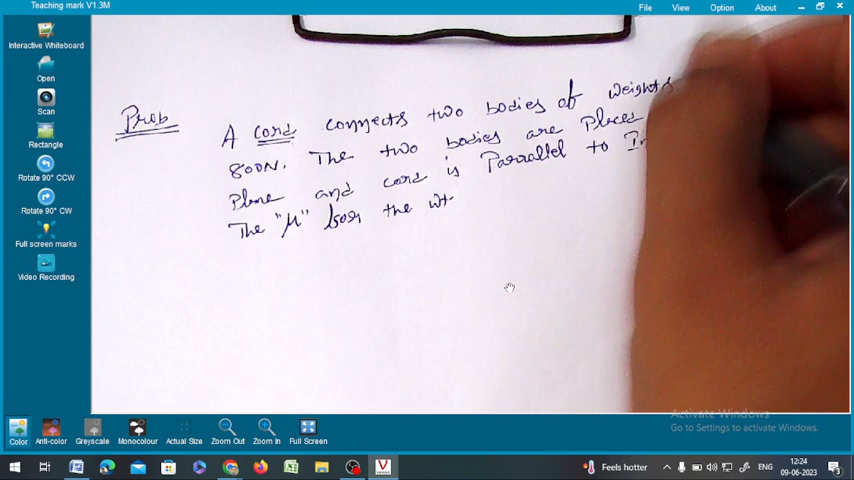 Teaching mark V1.3M
File View Option About
Interactive Whiteboard
Open
Scan
Rectangle
Rotate 90° CCW
Rotate 90° CW
Full screen marks
Video Recording
Prob
A cord connects two bodies of weights
800N. The two bodies are Placed
Plane and cord is Parrallel to In
The "μ" for the wt
Activate Windows
Go to Settings to activate Windows.
Color Anti-color Greyscale Monocolour Actual Size Zoom Out Zoom In Full Screen
Feels hotter ENG 12:24 09-06-2023